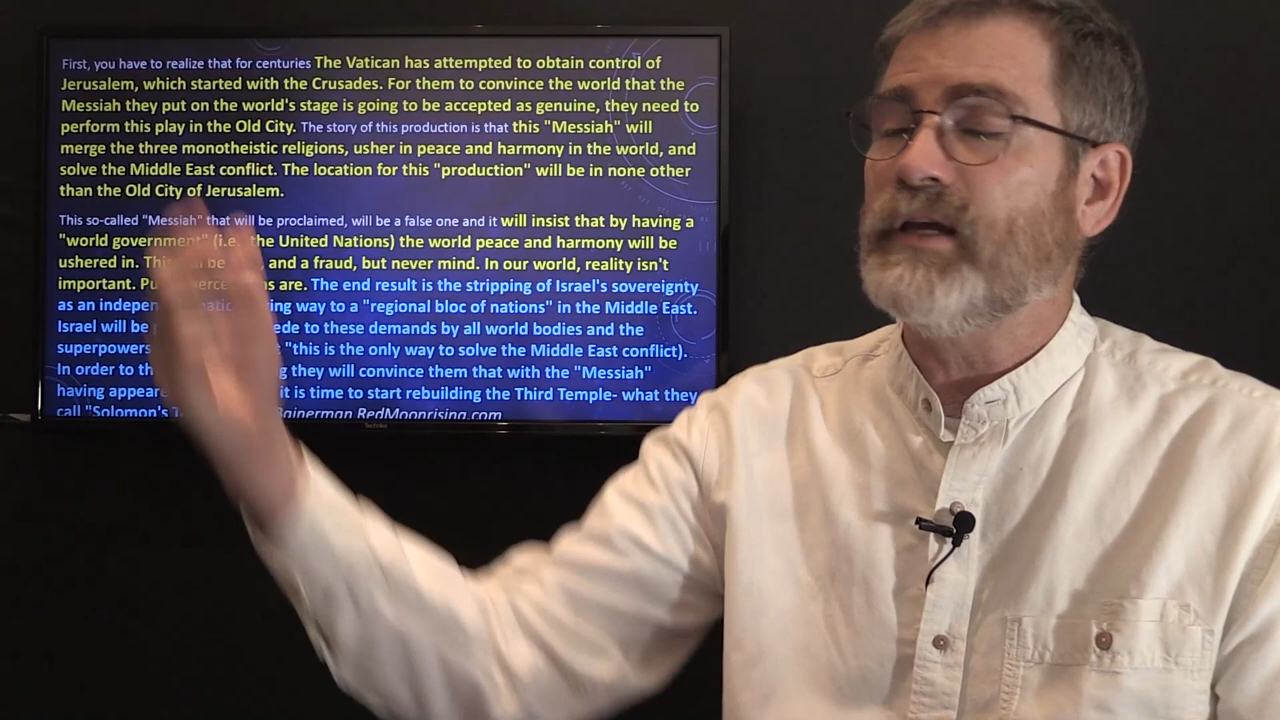 First, you have to realize that for centuries The Vatican has attempted to obtain control of
Jerusalem, which started with the Crusades. For them to convince the world that the
Messiah they put on the world's stage is going to be accepted as genuine, they need to
perform this play in the Old City. The story of this production is that this "Messiah" will
merge the three monotheistic religions, usher in peace and harmony in the world, and
solve the Middle East conflict. The location for this "production" will be in none other
than the Old City of Jerusalem.
This so-called "Messiah" that will be proclaimed, will be a false one and it will insist that by having a
"world government" (i.e. the United Nations) the world peace and harmony will be
ushered in. and a fraud, but never mind. In our world, reality isn't
important. are. The end result is the stripping of Israel's sovereignty
as an way to a "regional bloc of nations" in the Middle East.
Israel will be to these demands by all world bodies and the
superpowers "this is the only way to solve the Middle East conflict).
In order to they will convince them that with the "Messiah"
having it is time to start rebuilding the Third Temple- what they
call "Solomon's RedMoonrising.com
Technika